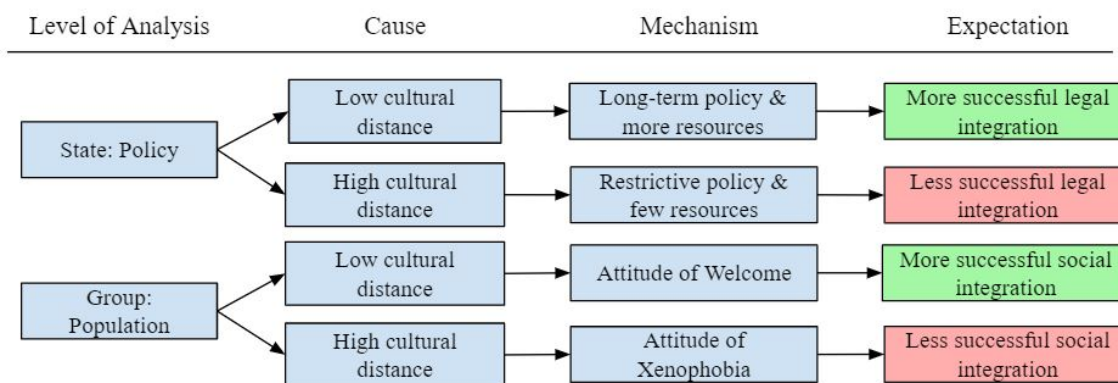 Level of Analysis
Cause
Mechanism
Expectation
State: Policy
Low cultural
distance
Long-term policy &
more resources
More successful legal
integration
High cultural
distance
Restrictive policy &
few resources
Less successful legal
integration
Group:
Population
Low cultural
distance
Attitude of Welcome
More successful social
integration
High cultural
distance
Attitude of
Xenophobia
Less successful social
integration